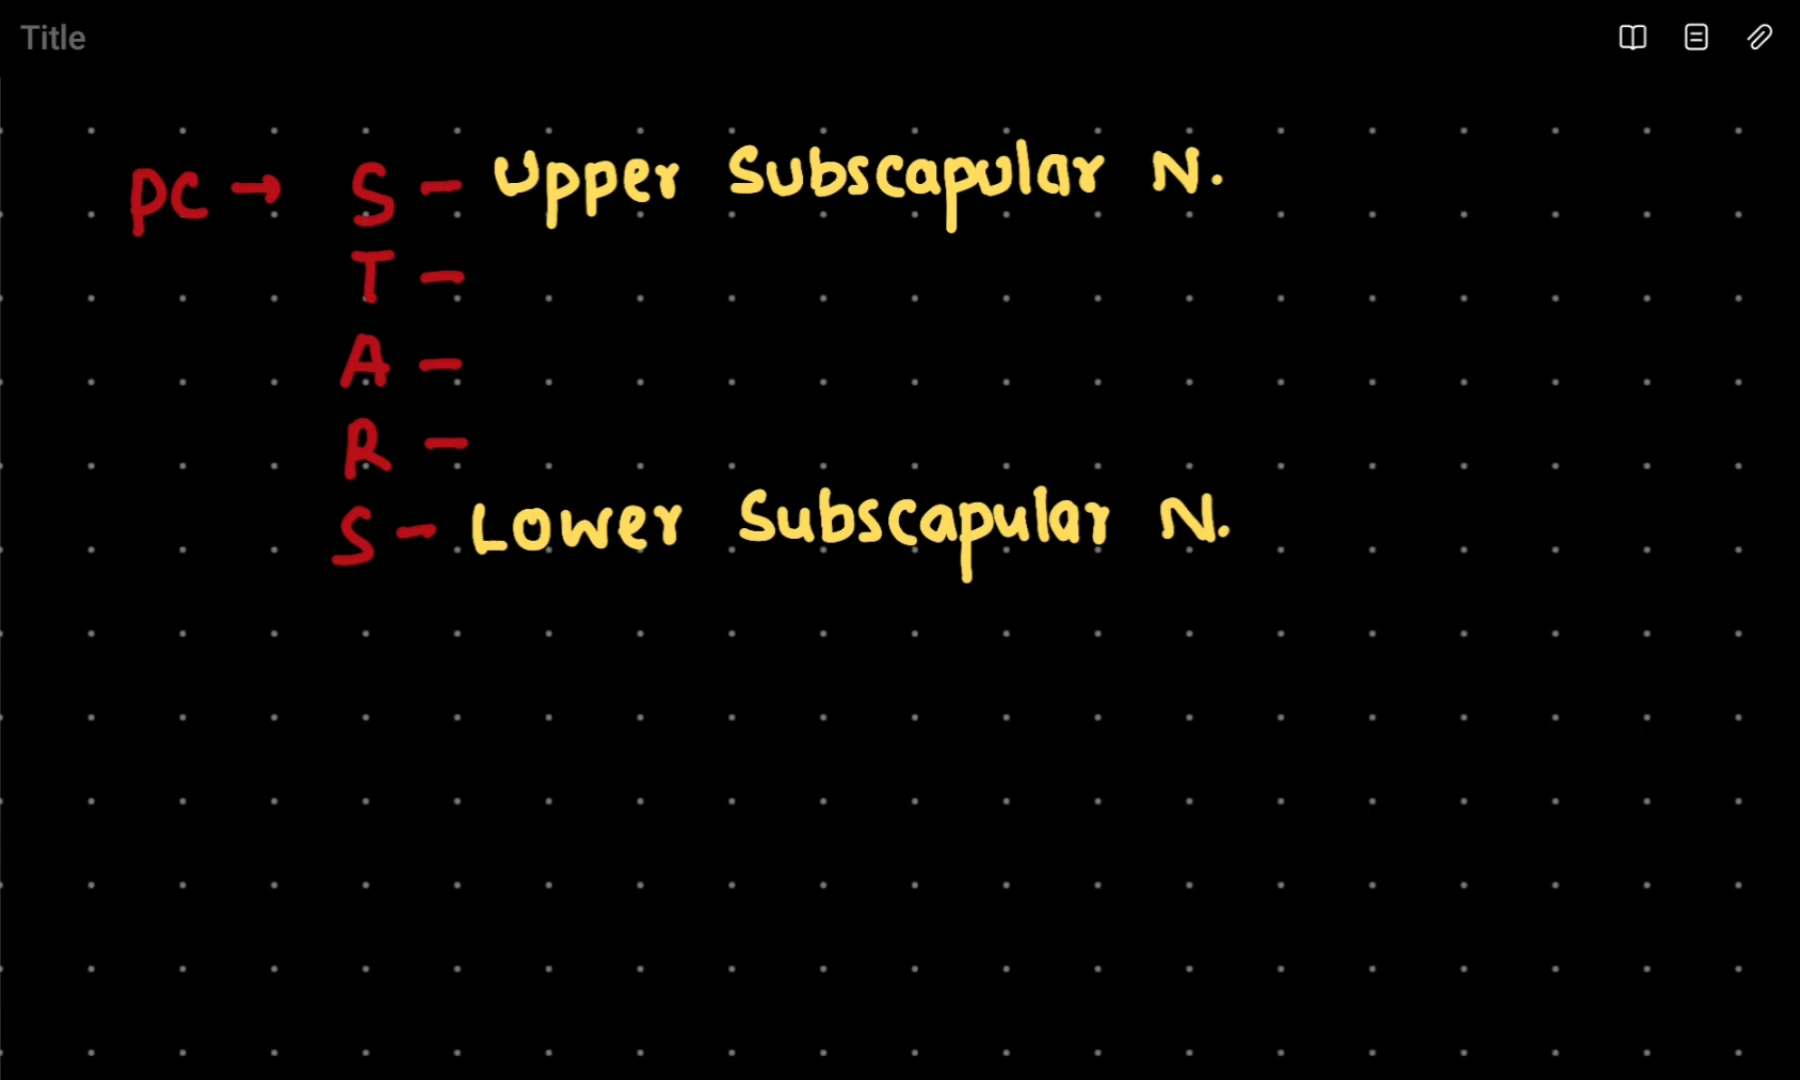 Title
PC → S - Upper Subscapular N.
T -
A -
R -
S - Lower Subscapular N.